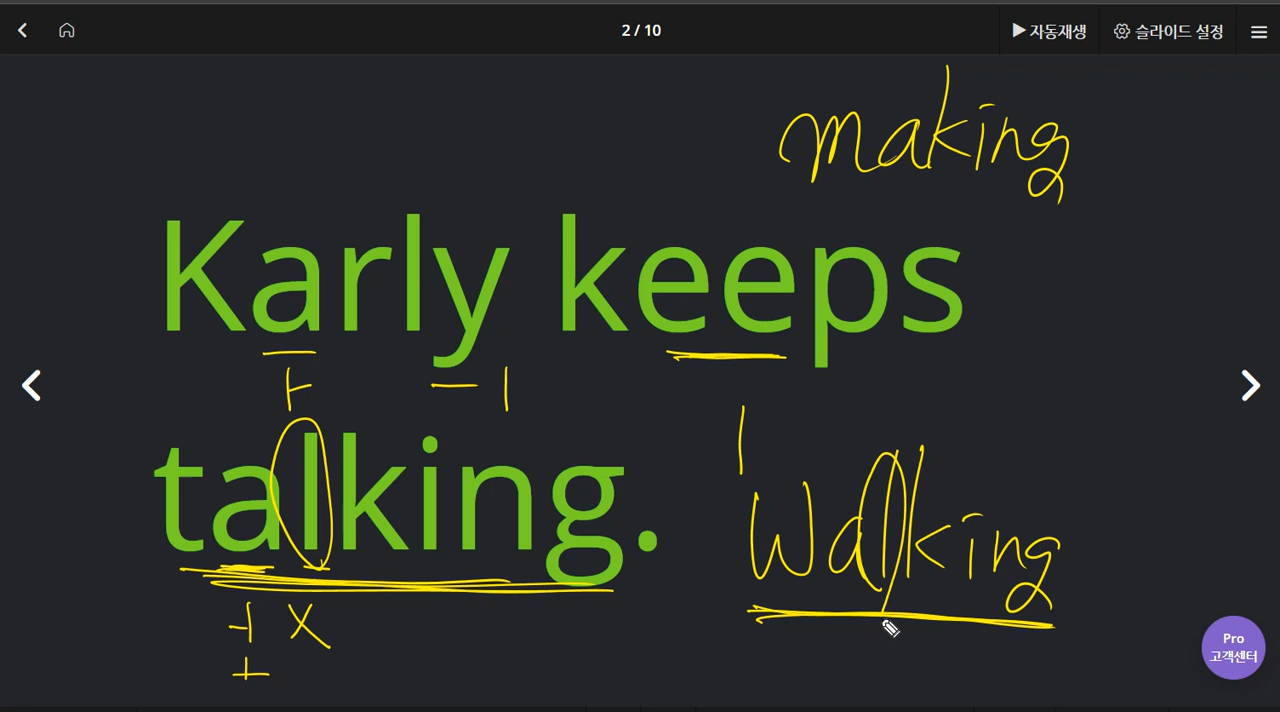 2 / 10
자동재생
슬라이드 설정
making
Karly keeps
ㅏ ㅣ
talking.
walking
ㅓ X
ㅗ
Pro
고객센터